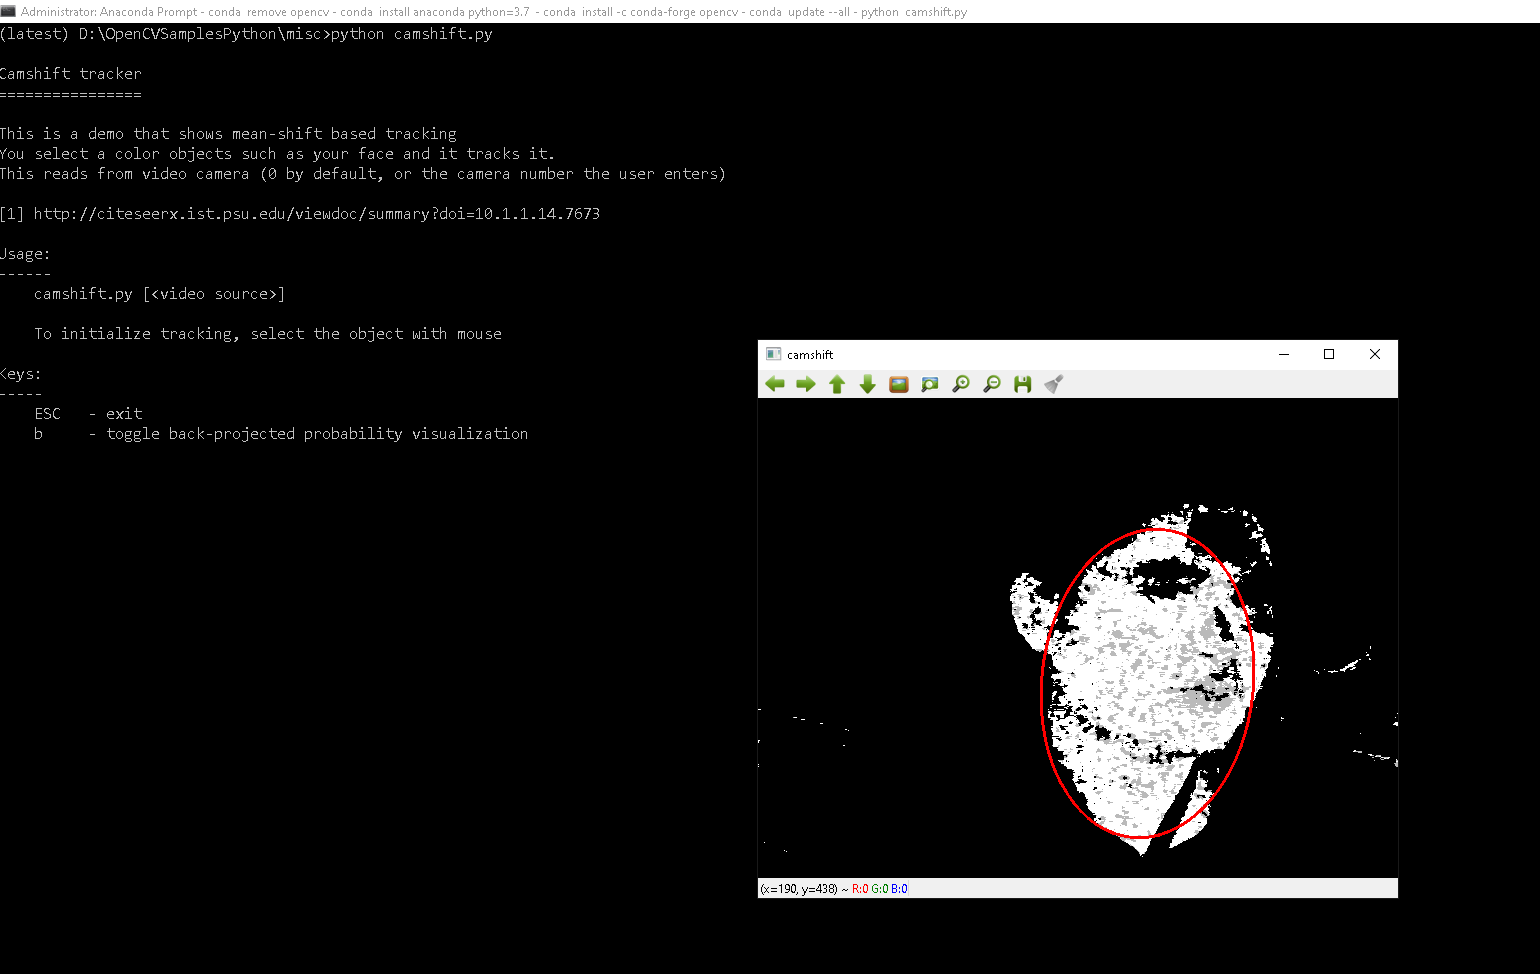 Administrator: Anaconda Prompt - conda  remove opencv - conda  install anaconda python=3.7  - conda  install -c conda-forge opencv - conda  update --all - python  camshift.py
(latest) D:\OpenCVSamplesPython\misc>python camshift.py
Camshift tracker
================
This is a demo that shows mean-shift based tracking
You select a color objects such as your face and it tracks it.
This reads from video camera (0 by default, or the camera number the user enters)
[1] http://citeseerx.ist.psu.edu/viewdoc/summary?doi=10.1.1.14.7673
Usage:
------
camshift.py [<video source>]
To initialize tracking, select the object with mouse
Keys:
-----
ESC   - exit
b     - toggle back-projected probability visualization
camshift
(x=190, y=438) ~ R:0 G:0 B:0